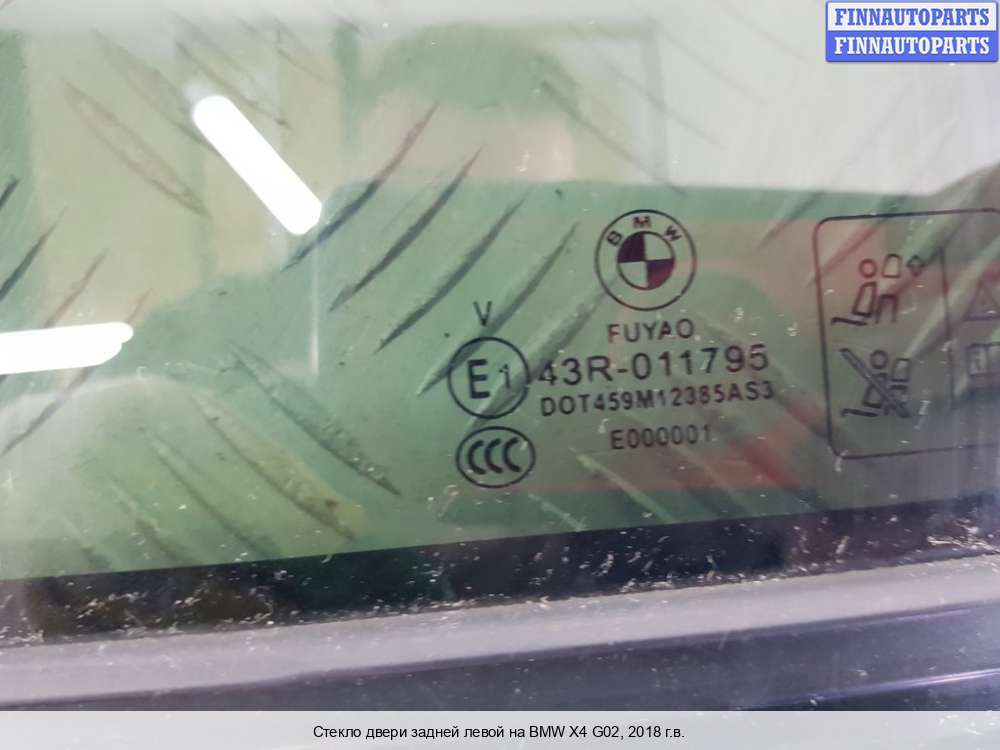 FINNAUTOPARTS
FINNAUTOPARTS
BMW
V
FUYAO
E1 43R-011795
DOT459M12385AS3
E000001
CCC
Стекло двери задней левой на BMW X4 G02, 2018 г.в.